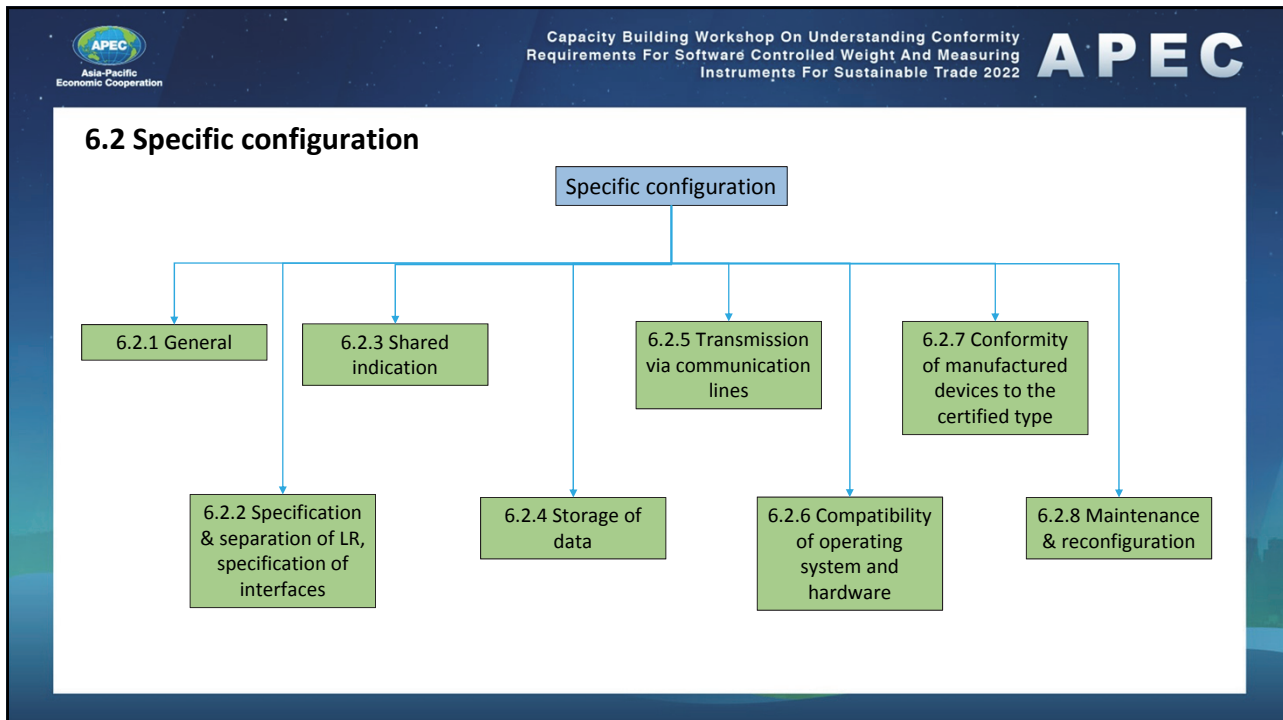 APEC
Asia-Pacific
Economic Cooperation
Capacity Building Workshop On Understanding Conformity
Requirements For Software Controlled Weight And Measuring
Instruments For Sustainable Trade 2022
APEC
6.2 Specific configuration
Specific configuration
6.2.1 General
6.2.3 Shared
indication
6.2.5 Transmission
via communication
lines
6.2.7 Conformity
of manufactured
devices to the
certified type
6.2.2 Specification
& separation of LR,
specification of
interfaces
6.2.4 Storage of
data
6.2.6 Compatibility
of operating
system and
hardware
6.2.8 Maintenance
& reconfiguration